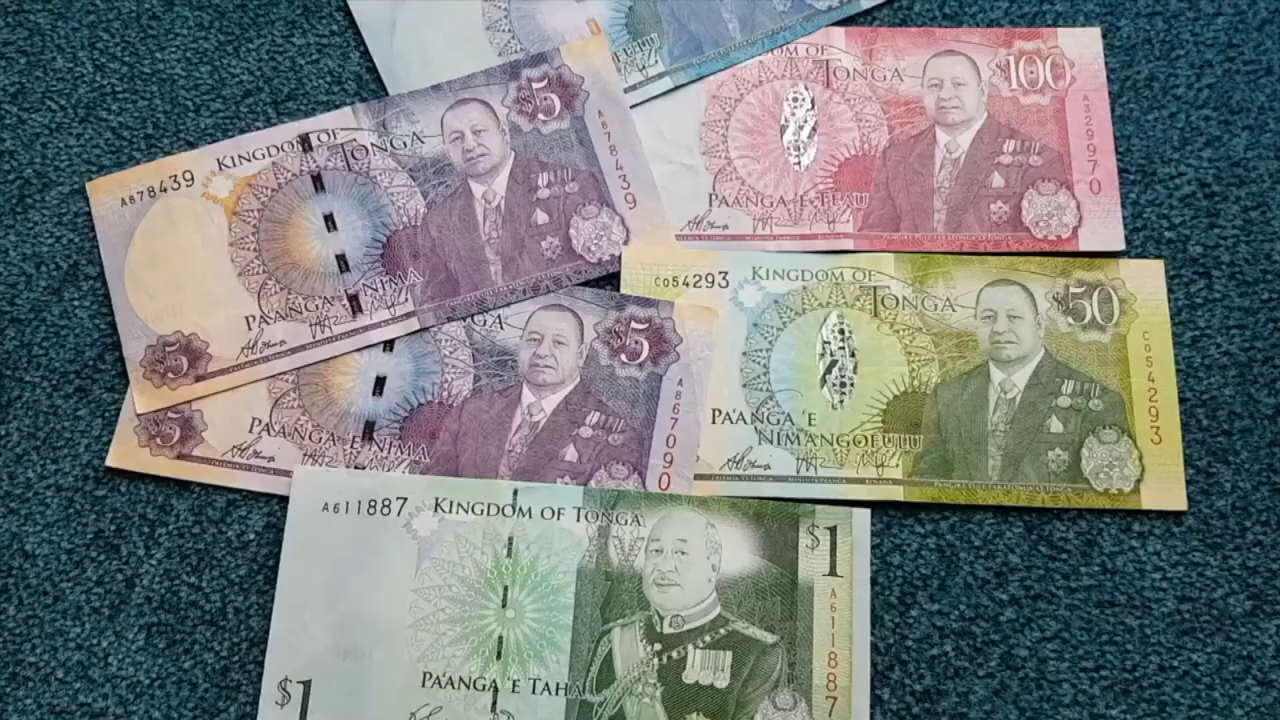 KINGDOM OF
TONGA
$100
A329970
PA'ANGA 'E TEAU
KINGDOM OF
TONGA
$5
A878439
A878439
PA'ANGA 'E NIMA
$5
KINGDOM OF
TONGA
$50
C054293
C054293
PA'ANGA 'E
NIMANGOFULU
$5
A867090
PA'ANGA 'E NIMA
$5
A611887
KINGDOM OF TONGA
$1
A611887
PA'ANGA 'E TAHA
$1